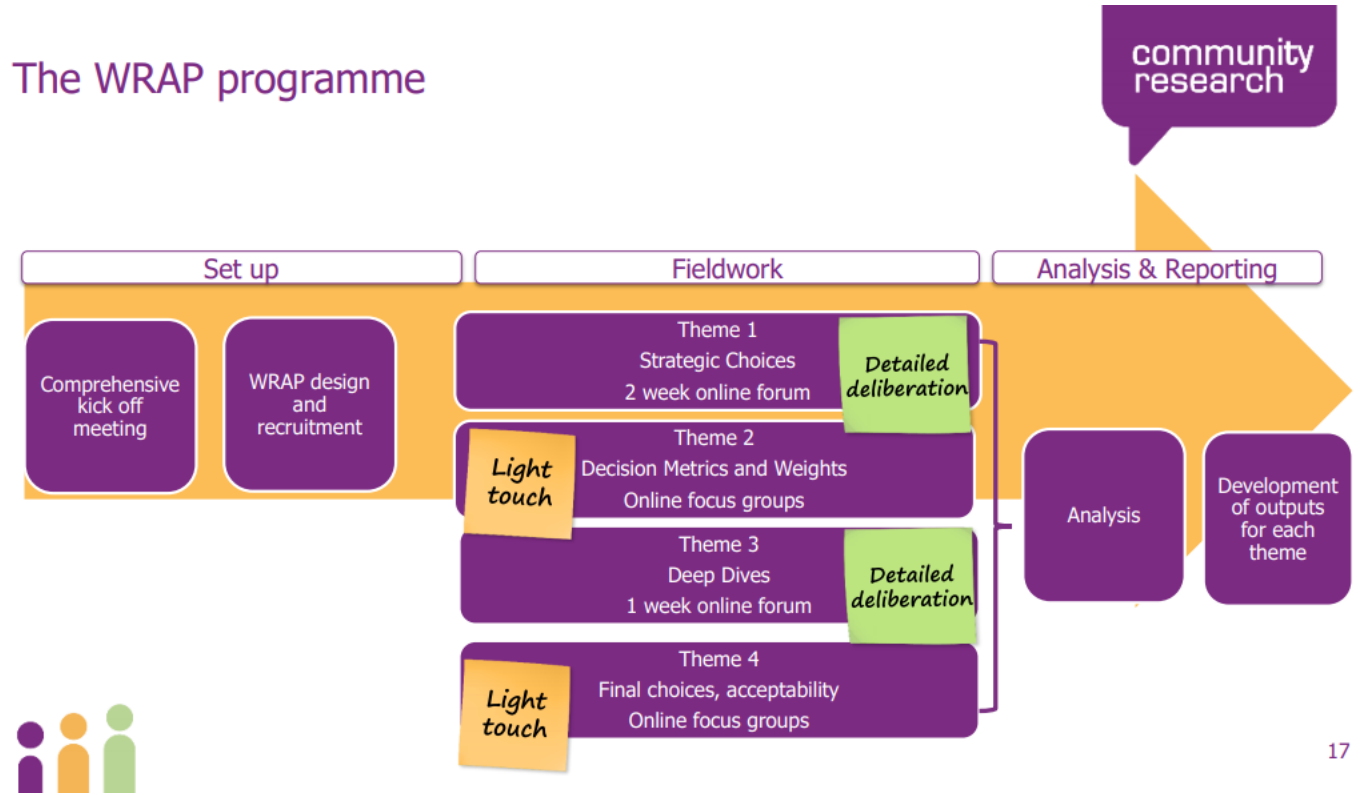 The WRAP programme
community
research
Set up
Fieldwork
Analysis & Reporting
Comprehensive
kick off
meeting
WRAP design
and
recruitment
Theme 1
Strategic Choices
2 week online forum
Detailed
deliberation
Light
touch
Theme 2
Decision Metrics and Weights
Online focus groups
Theme 3
Deep Dives
1 week online forum
Detailed
deliberation
Light
touch
Theme 4
Final choices, acceptability
Online focus groups
Analysis
Development
of outputs
for each
theme
17